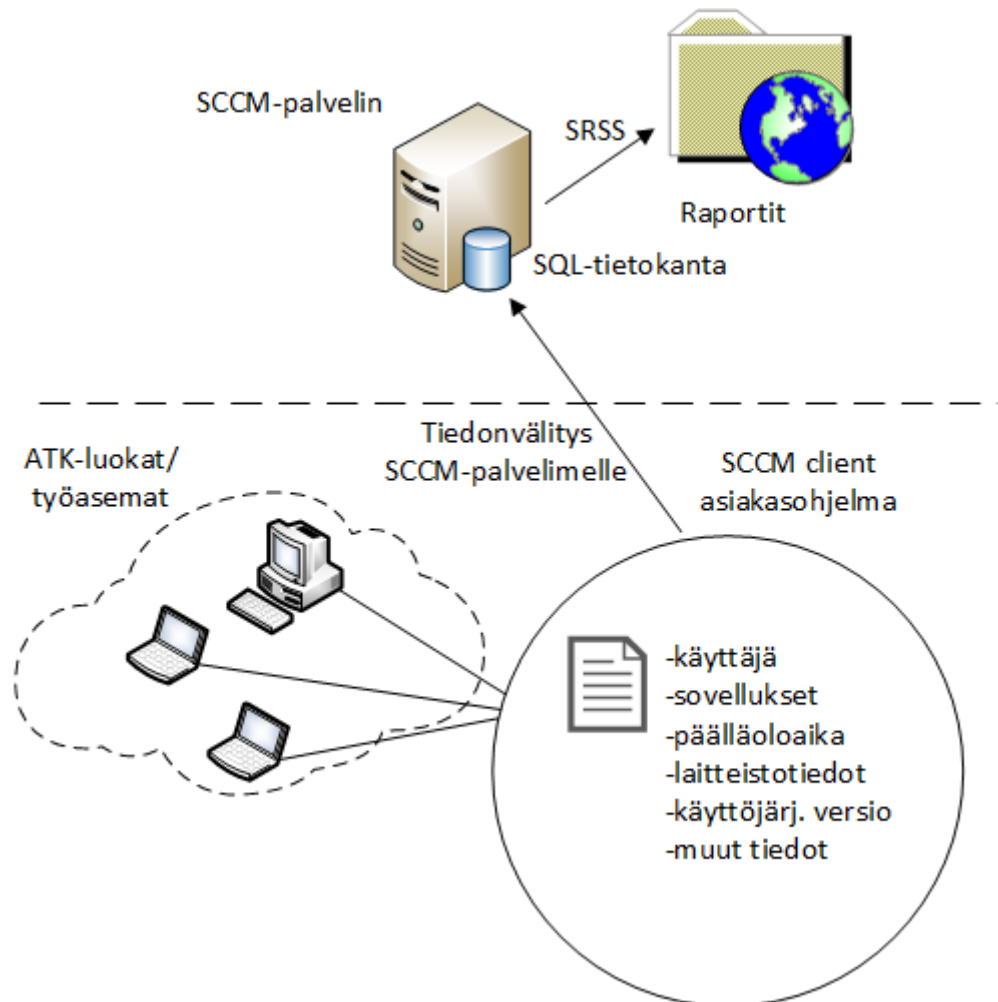 SCCM-palvelin
SRSS
Raportit
SQL-tietokanta
Tiedonvälitys
SCCM-palvelimelle
ATK-luokat/
työasemat
SCCM client
asiakasohjelma
-käyttäjä
-sovellukset
-päälläoloaika
-laitteistotiedot
-käyttöjärj. versio
-muut tiedot